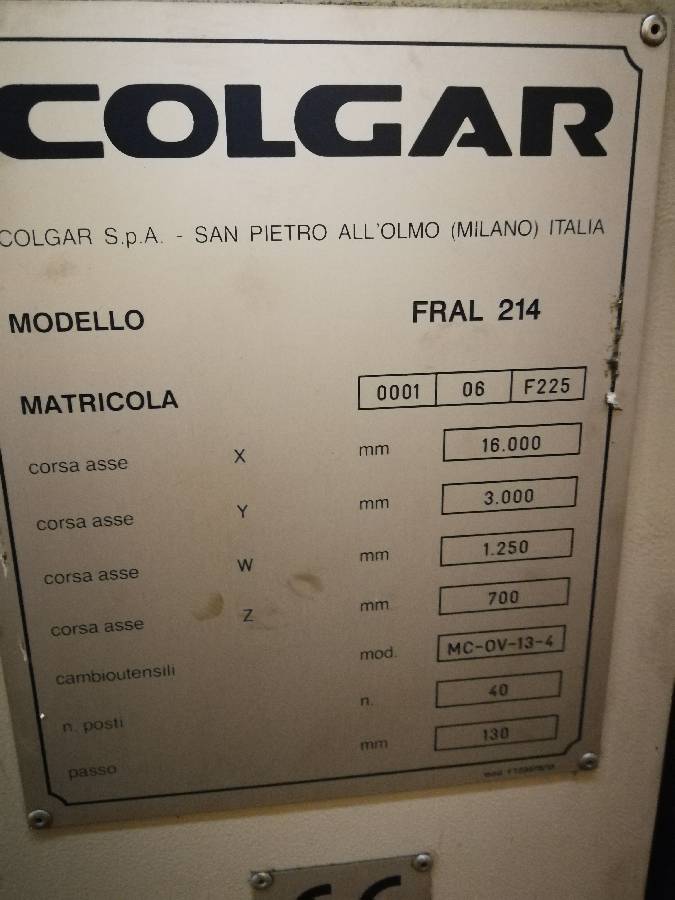 COLGAR
COLGAR S.p.A. - SAN PIETRO ALL'OLMO (MILANO) ITALIA
MODELLO FRAL 214
MATRICOLA 0001 06 F225
corsa asse X mm 16.000
corsa asse Y mm 3.000
corsa asse W mm 1.250
corsa asse Z mm 700
cambioutensili mod. MC-OV-13-4
n. posti n. 40
passo mm 130
mod.